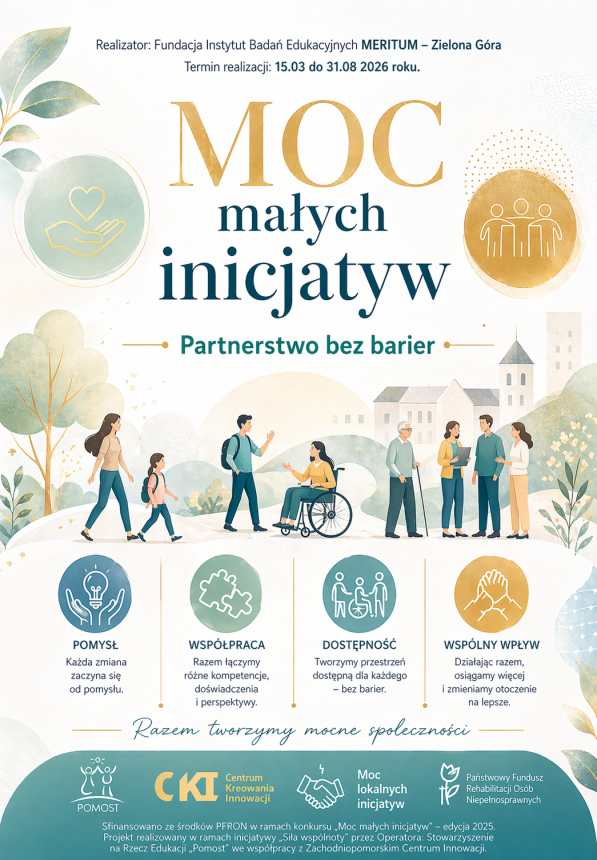 Realizator: Fundacja Instytut Badań Edukacyjnych MERITUM – Zielona Góra
Termin realizacji: 15.03 do 31.08 2026 roku.
MOC
małych
inicjatyw
Partnerstwo bez barier
POMYSŁ
Każda zmiana
zaczyna się
od pomysłu.
WSPÓŁPRACA
Razem łączymy
różne kompetencje,
doświadczenia
i perspektywy.
DOSTĘPNOŚĆ
Tworzymy przestrzeń
dostępną dla każdego
– bez barier.
WSPÓLNY WPŁYW
Działając razem,
osiągamy więcej
i zmieniamy otoczenie
na lepsze.
Razem tworzymy mocne społeczności
POMOST
CKI
Centrum
Kreowania
Innowacji
Moc
lokalnych
inicjatyw
Państwowy Fundusz
Rehabilitacji Osób
Niepełnosprawnych
Sfinansowano ze środków PFRON w ramach konkursu „Moc małych inicjatyw” – edycja 2025.
Projekt realizowany w ramach inicjatywy „Siła wspólnoty” przez Operatora: Stowarzyszenie
na Rzecz Edukacji „Pomost” we współpracy z Zachodniopomorskim Centrum Innowacji.